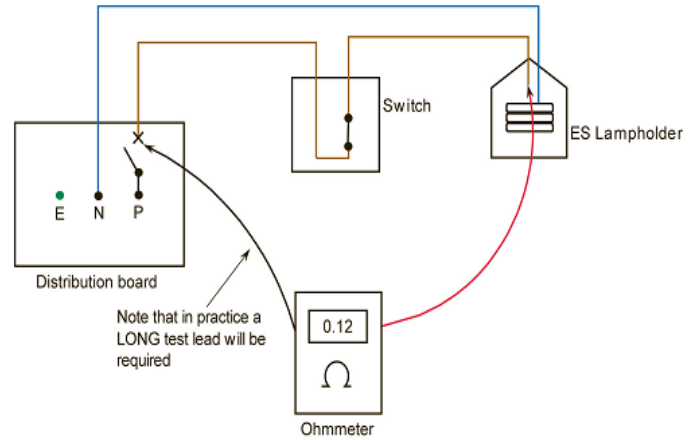 Switch
ES Lampholder
E
N
P
Distribution board
Note that in practice a
LONG test lead will be
required
0.12
Ω
Ohmmeter